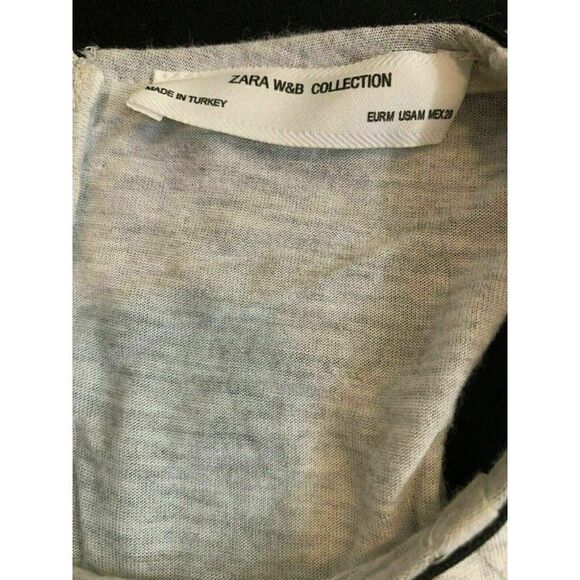 ZARA W&B COLLECTION
MADE IN TURKEY
EUR M USA M MEX 28